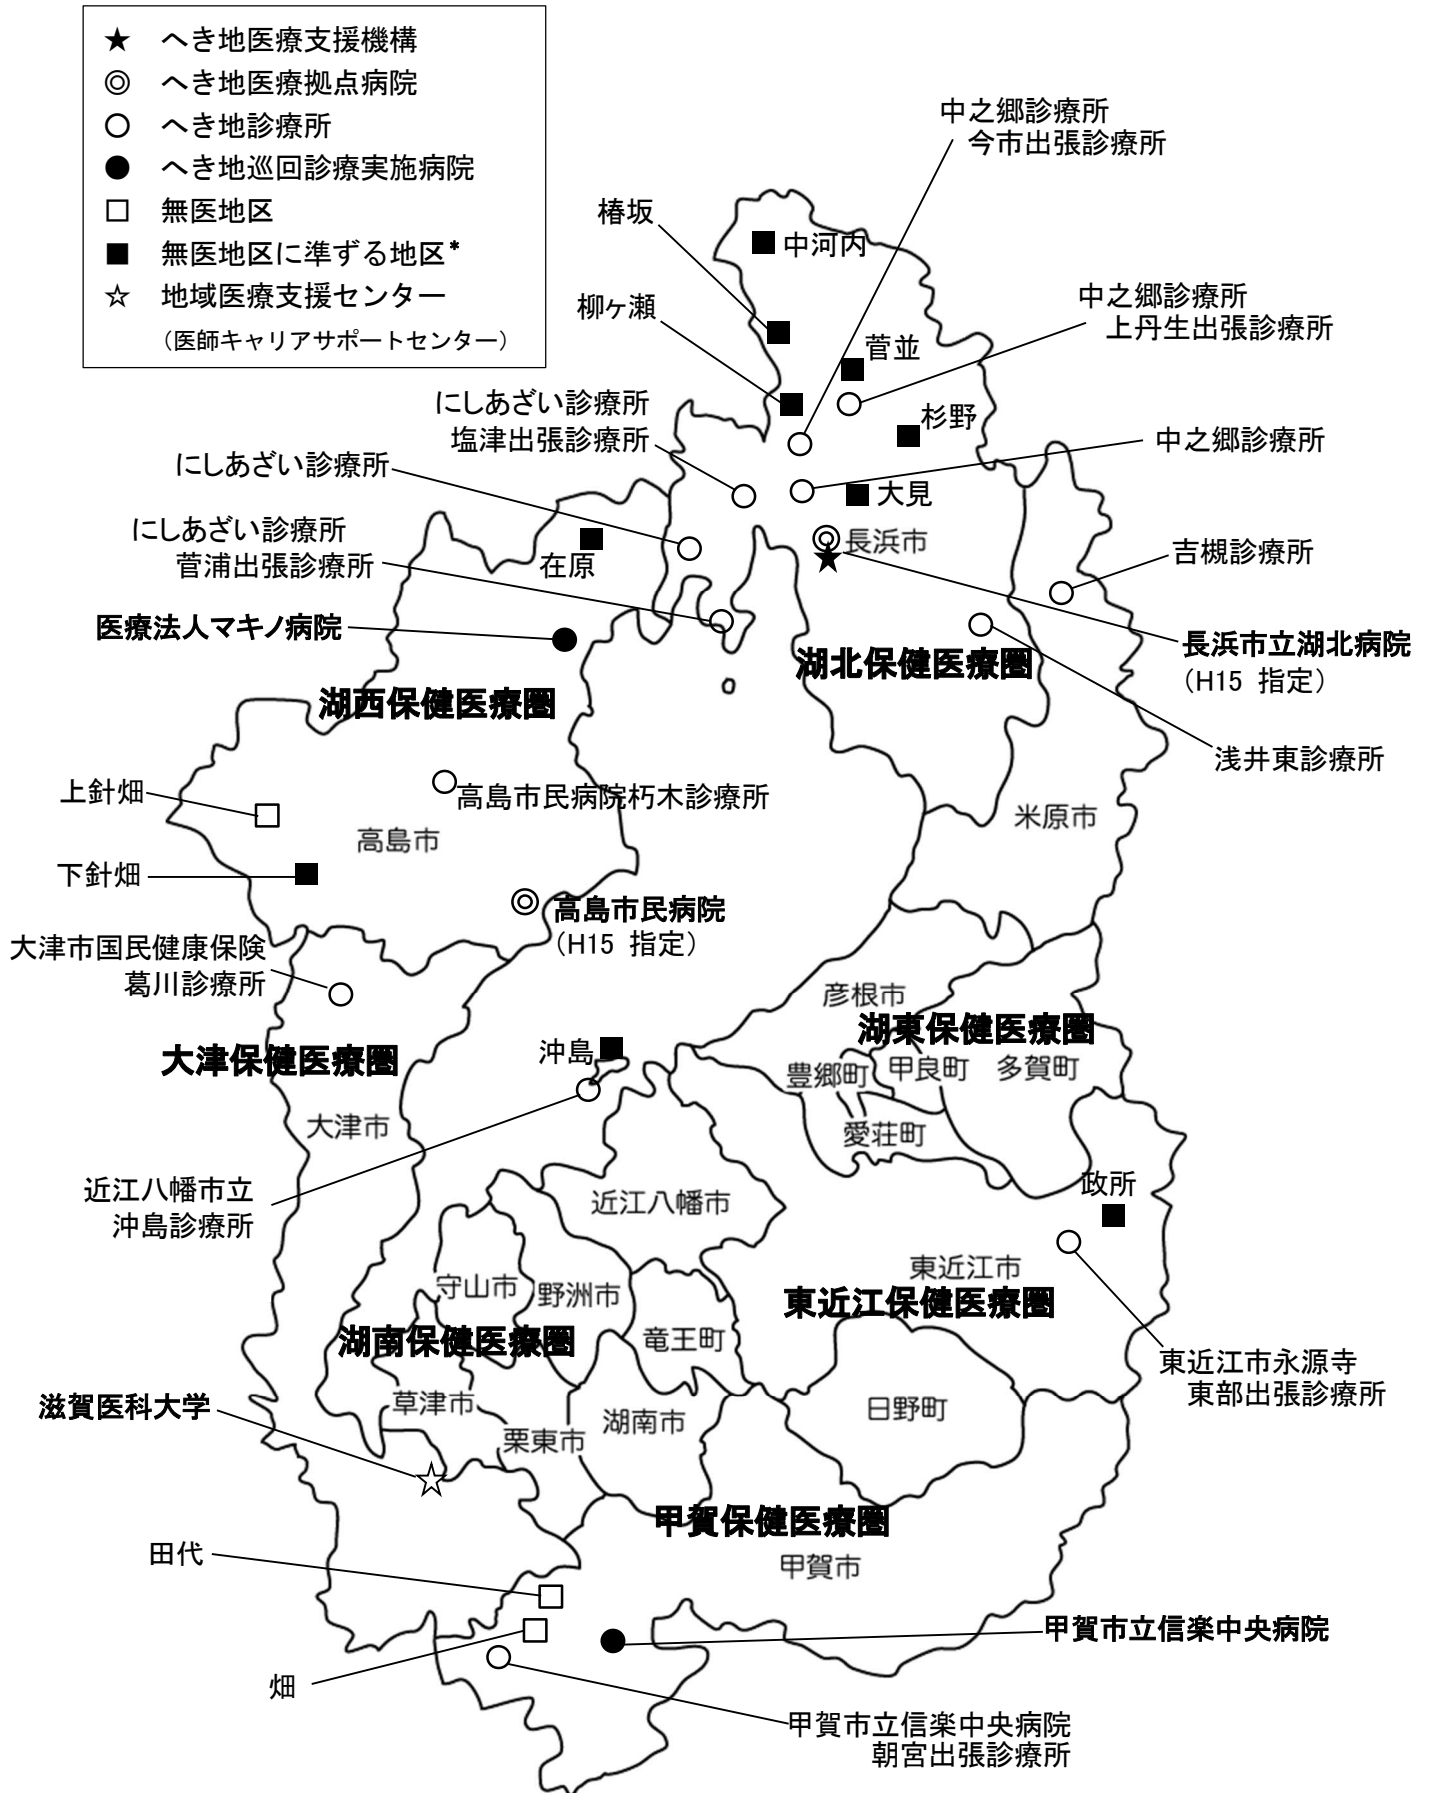 ★ へき地医療支援機構
◎ へき地医療拠点病院
○ へき地診療所
● へき地巡回診療実施病院
□ 無医地区
■ 無医地区に準ずる地区*
☆ 地域医療支援センター
（医師キャリアサポートセンター）
中之郷診療所
今市出張診療所
椿坂
中河内
柳ヶ瀬
中之郷診療所
上丹生出張診療所
菅並
にしあざい診療所
塩津出張診療所
杉野
中之郷診療所
にしあざい診療所
大見
にしあざい診療所
菅浦出張診療所
在原
長浜市
吉槻診療所
医療法人マキノ病院
長浜市立湖北病院
（H15 指定）
湖北保健医療圏
湖西保健医療圏
浅井東診療所
上針畑
高島市民病院朽木診療所
米原市
高島市
下針畑
高島市民病院
（H15 指定）
大津市国民健康保険
葛川診療所
彦根市
湖東保健医療圏
大津保健医療圏
沖島
豊郷町
甲良町
多賀町
大津市
愛荘町
近江八幡市立
沖島診療所
近江八幡市
政所
東近江市
守山市
野洲市
東近江保健医療圏
湖南保健医療圏
竜王町
東近江市永源寺
東部出張診療所
滋賀医科大学
草津市
湖南市
日野町
栗東市
甲賀保健医療圏
田代
甲賀市
甲賀市立信楽中央病院
畑
甲賀市立信楽中央病院
朝宮出張診療所